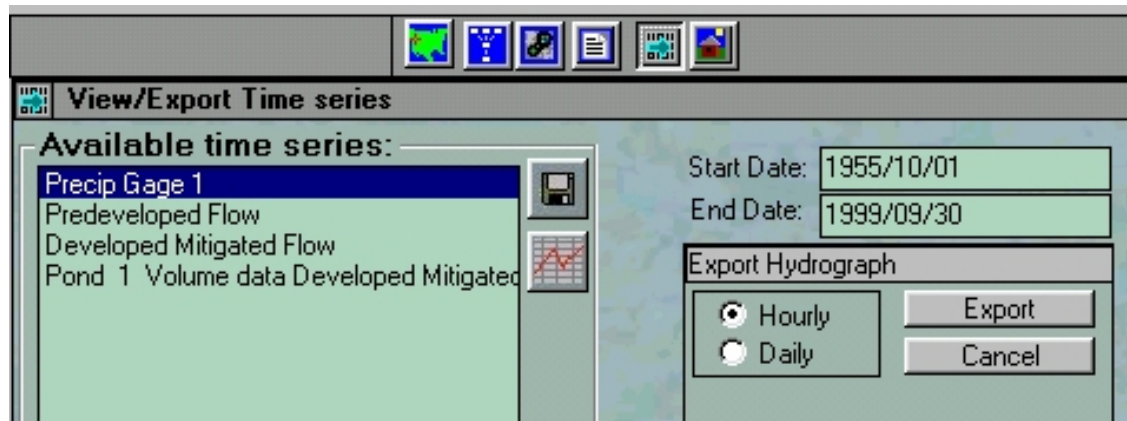 View/Export Time series
Available time series:
Precip Gage 1
Predeveloped Flow
Developed Mitigated Flow
Pond 1 Volume data Developed Mitigated
Start Date: 1955/10/01
End Date: 1999/09/30
Export Hydrograph
Hourly
Daily
Export
Cancel